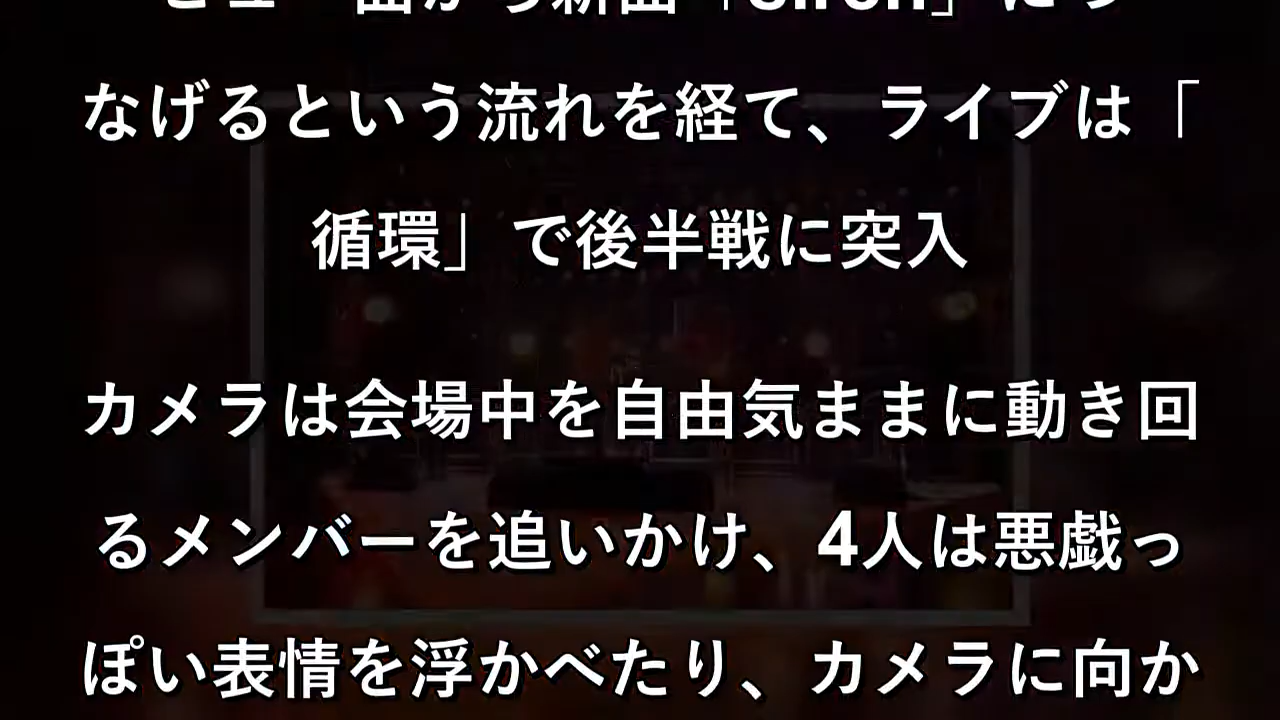 なげるという流れを経て、ライブは「
循環」で後半戦に突入
カメラは会場中を自由気ままに動き回
るメンバーを追いかけ、4人は悪戯っ
ぽい表情を浮かべたり、カメラに向か